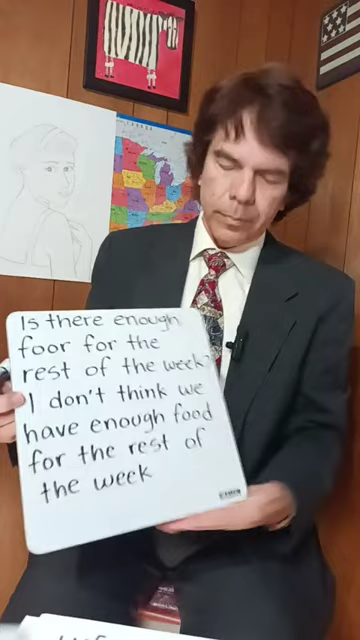 Is there enough
foor for the
rest of the week?
I don't think we
have enough food
for the rest of
the week